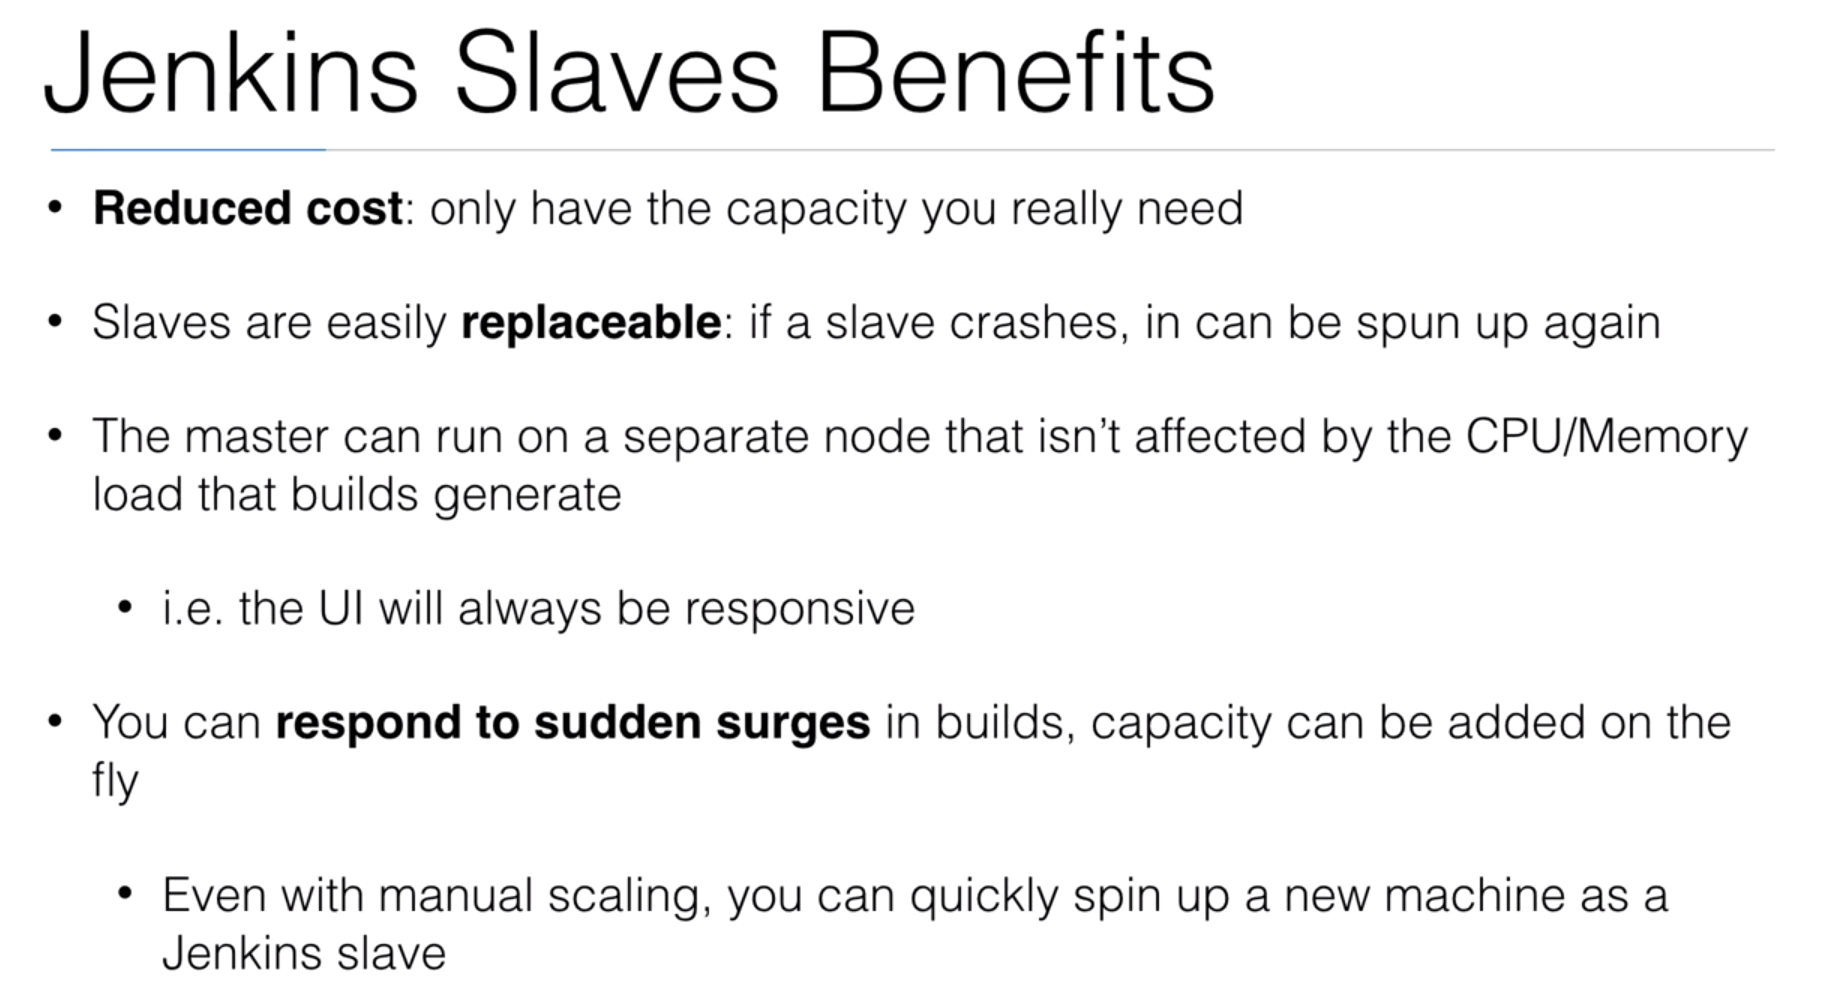 Jenkins Slaves Benefits
• Reduced cost: only have the capacity you really need
• Slaves are easily replaceable: if a slave crashes, in can be spun up again
• The master can run on a separate node that isn’t affected by the CPU/Memory
load that builds generate
• i.e. the UI will always be responsive
• You can respond to sudden surges in builds, capacity can be added on the
fly
• Even with manual scaling, you can quickly spin up a new machine as a
Jenkins slave